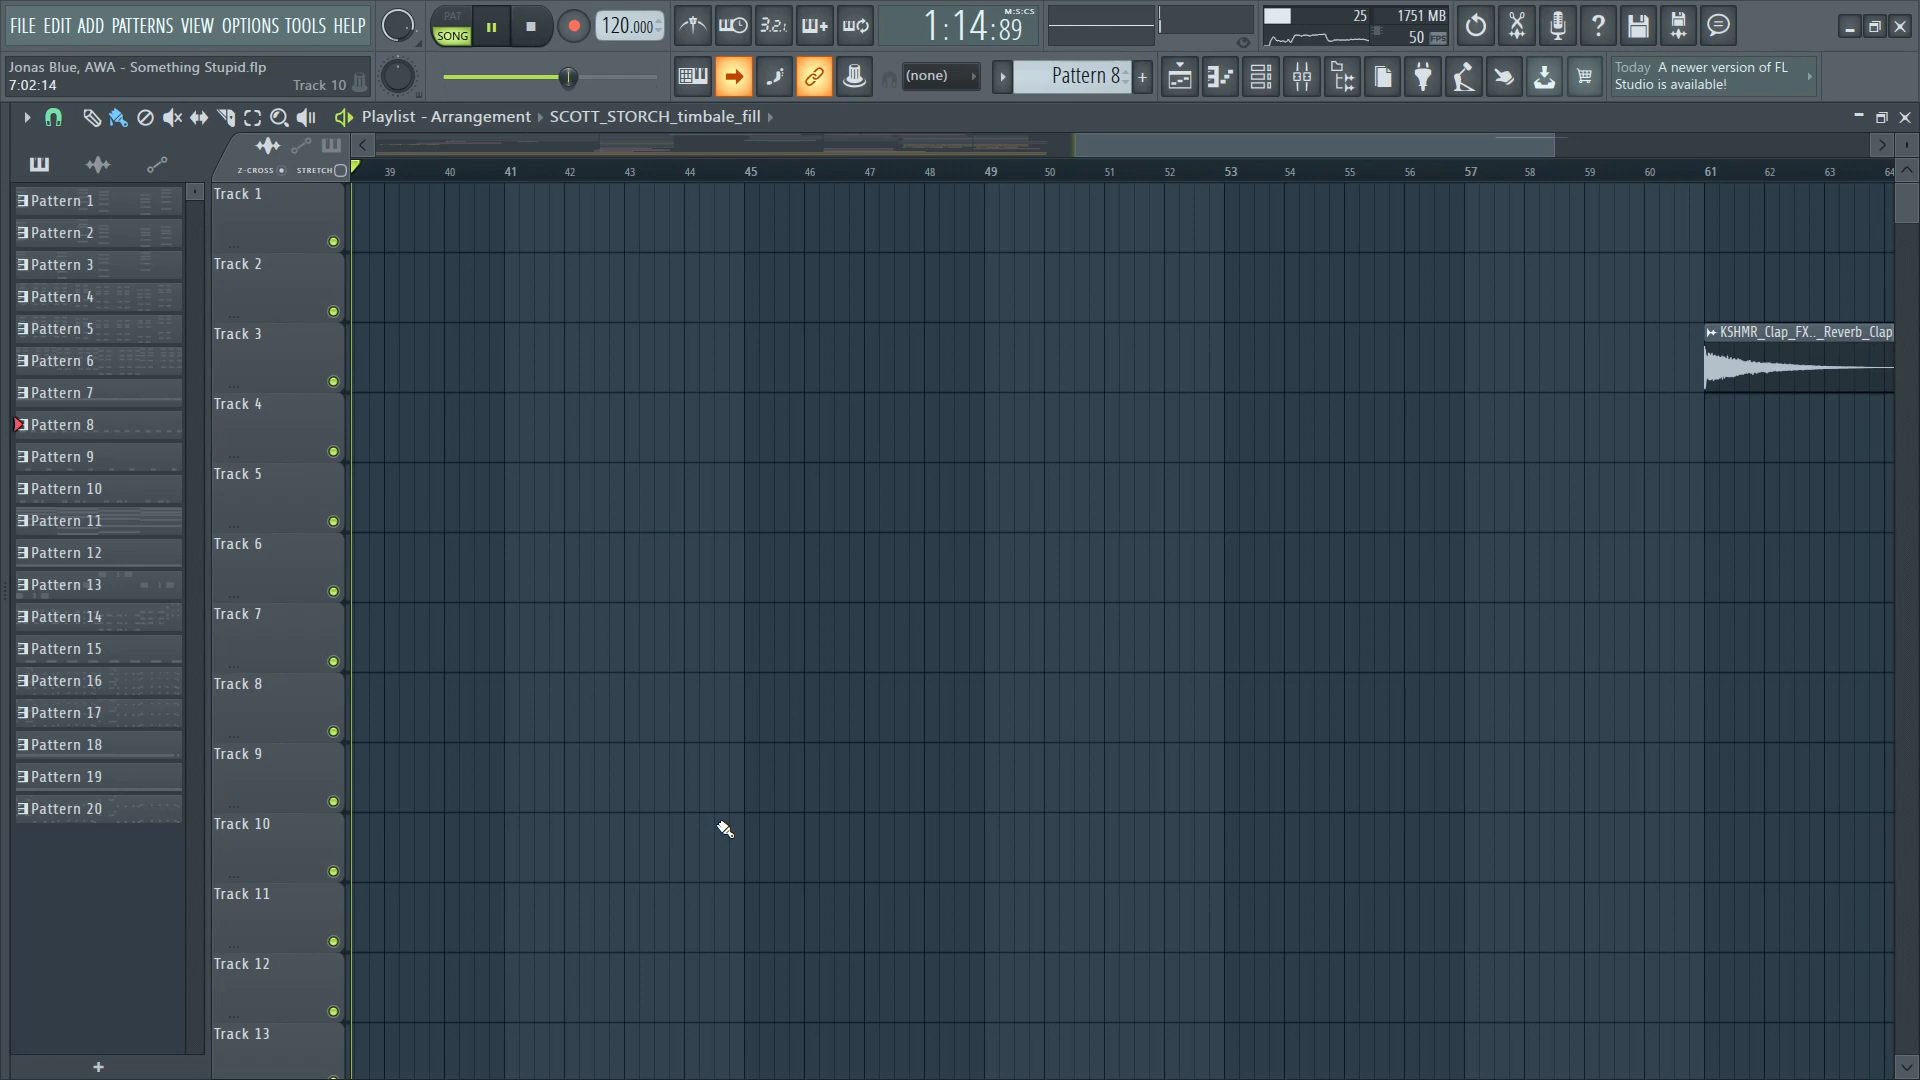 FILE EDIT ADD PATTERNS VIEW OPTIONS TOOLS HELP
PAT
SONG
120.000
3.2.1
1:14:89
M:S:CS
25
1751 MB
50 FPS
Jonas Blue, AWA - Something Stupid.flp
7:02:14
Track 10
(none)
Pattern 8
+
Today A newer version of FL
Studio is available!
Playlist - Arrangement ▸ SCOTT_STORCH_timbale_fill ▸
Z-CROSS STRETCH
39 40 41 42 43 44 45 46 47 48 49 50 51 52 53 54 55 56 57 58 59 60 61 62 63 64
Pattern 1
Pattern 2
Pattern 3
Pattern 4
Pattern 5
Pattern 6
Pattern 7
Pattern 8
Pattern 9
Pattern 10
Pattern 11
Pattern 12
Pattern 13
Pattern 14
Pattern 15
Pattern 16
Pattern 17
Pattern 18
Pattern 19
Pattern 20
+
Track 1
Track 2
Track 3
Track 4
Track 5
Track 6
Track 7
Track 8
Track 9
Track 10
Track 11
Track 12
Track 13
KSHMR_Clap_FX.._Reverb_Clap